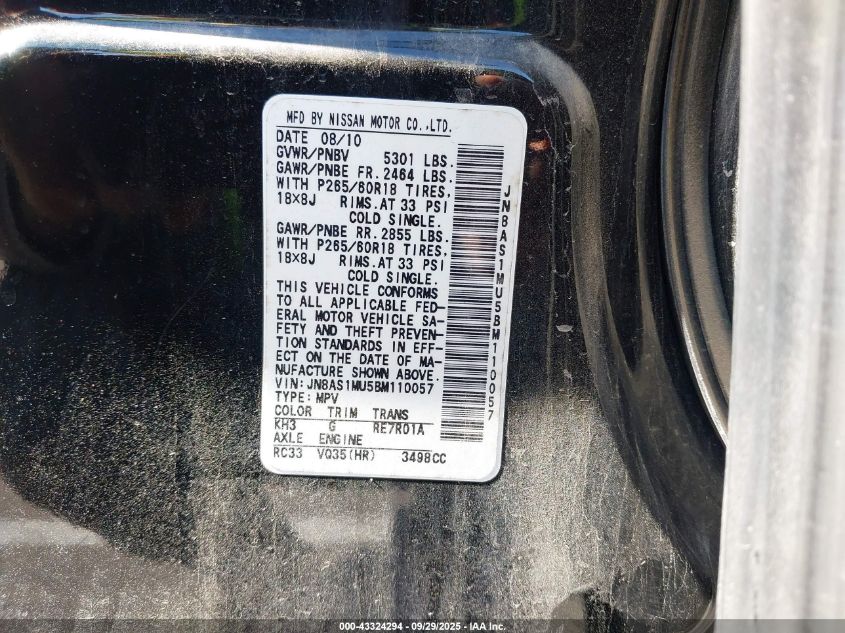 MFD BY NISSAN MOTOR CO.,LTD.
DATE 08/10
GVWR/PNBV 5301 LBS.
GAWR/PNBE FR. 2464 LBS.
WITH P265/60R18 TIRES,
18X8J RIMS.AT 33 PSI
COLD SINGLE.
GAWR/PNBE RR. 2855 LBS.
WITH P265/60R18 TIRES,
18X8J RIMS.AT 33 PSI
COLD SINGLE.
THIS VEHICLE CONFORMS
TO ALL APPLICABLE FED-
ERAL MOTOR VEHICLE SA-
FETY AND THEFT PREVEN-
TION STANDARDS IN EFF-
ECT ON THE DATE OF MA-
NUFACTURE SHOWN ABOVE.
VIN: JN8AS1MU5BM110057
TYPE: MPV
COLOR TRIM TRANS
KH3 G RE7R01A
AXLE ENGINE
RC33 VQ35(HR) 3498CC
JN8AS1MU5BM110057
000-43324294 - 09/29/2025 - IAA Inc.